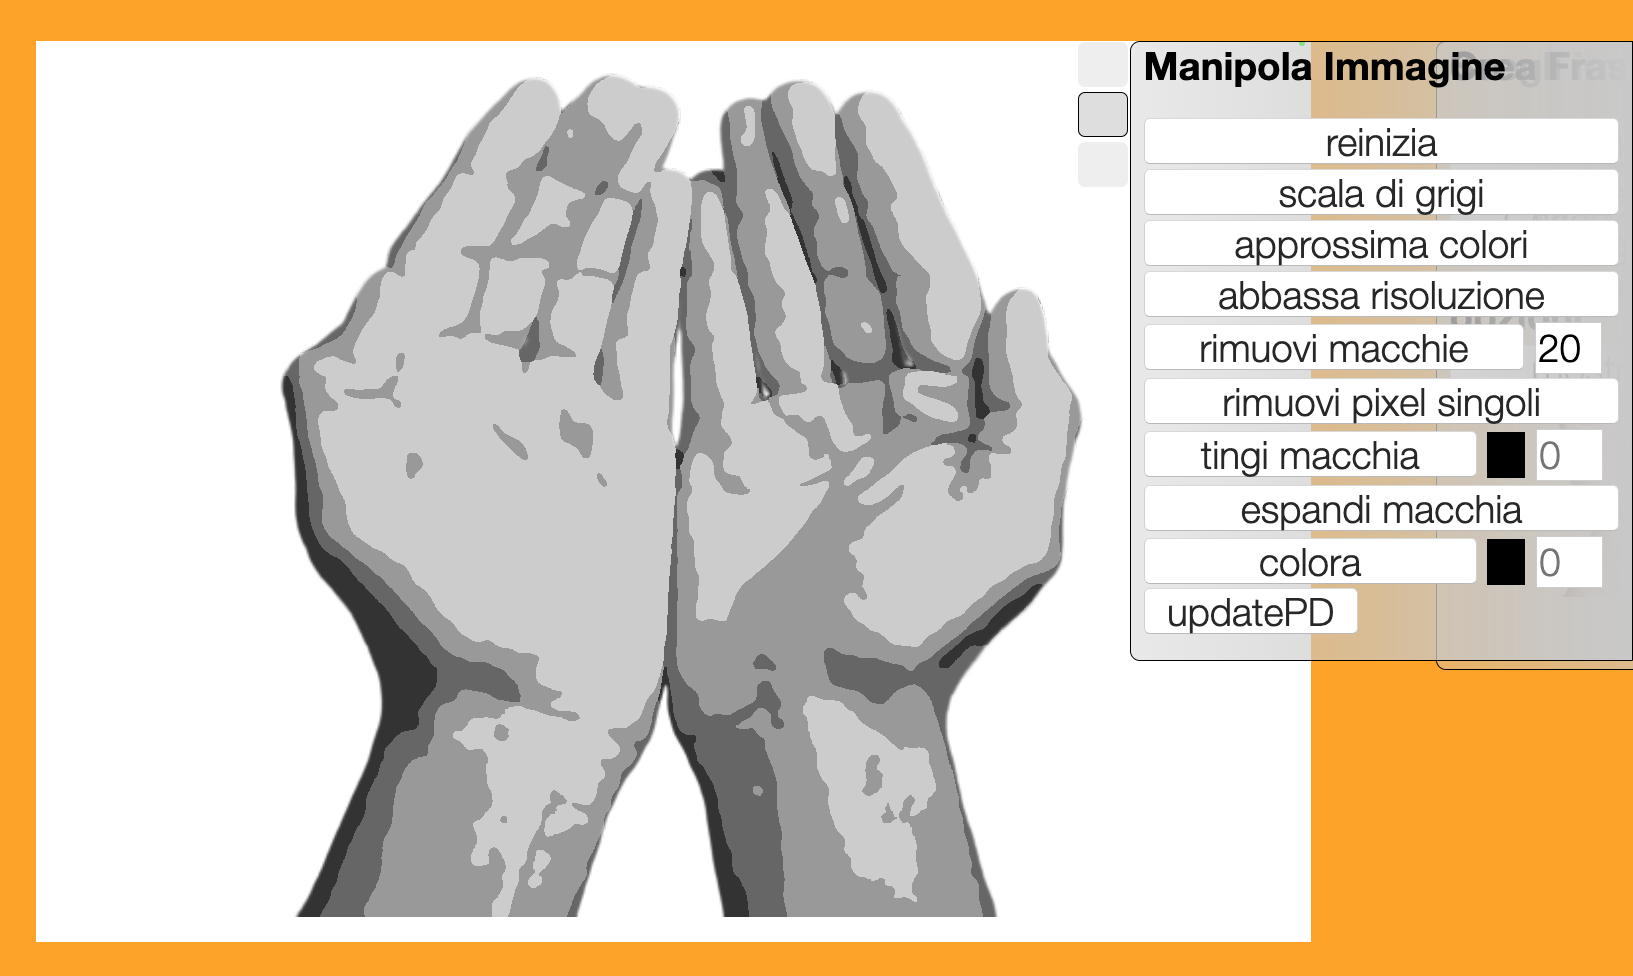 Manipola Immagine
reinizia
scala di grigi
approssima colori
abbassa risoluzione
rimuovi macchie 20
rimuovi pixel singoli
tingi macchia 0
espandi macchia
colora 0
updatePD